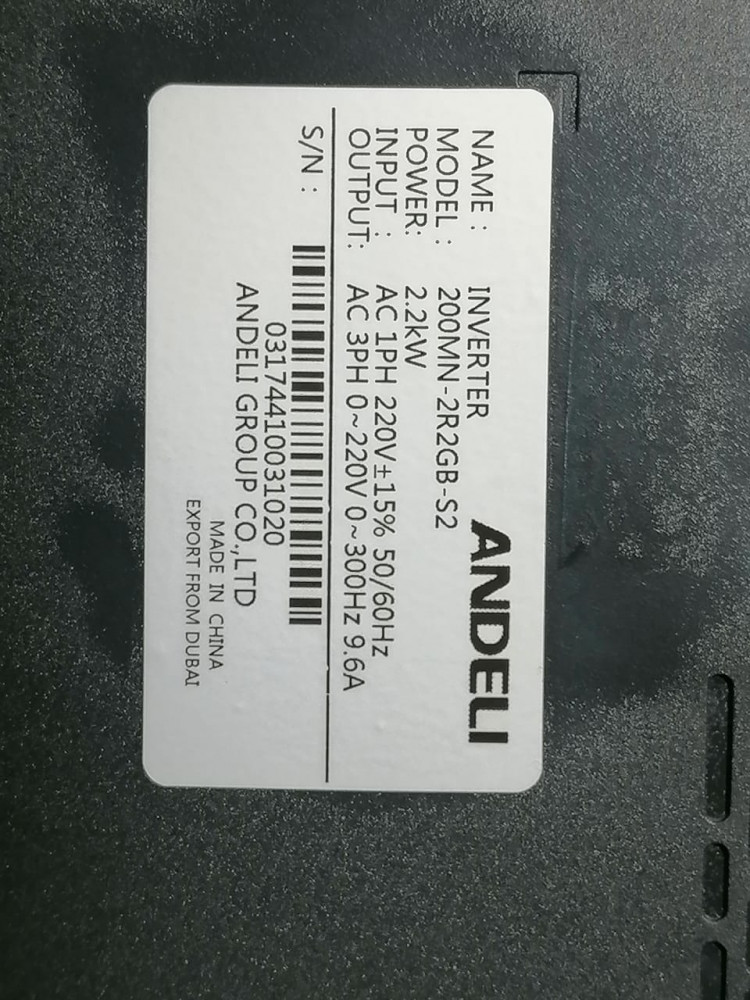 ANDELI
NAME : INVERTER
MODEL : 200MN-2R2GB-S2
POWER: 2.2kW
INPUT : AC 1PH 220V±15% 50/60Hz
OUTPUT: AC 3PH 0~220V 0~300Hz 9.6A
S/N :
03174410031020
ANDELI GROUP CO.,LTD
MADE IN CHINA
EXPORT FROM DUBAI